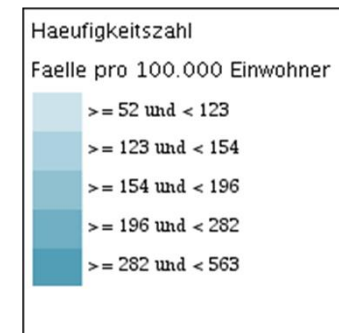 Haeufigkeitszahl
Faelle pro 100.000 Einwohner
>= 52 und < 123
>= 123 und < 154
>= 154 und < 196
>= 196 und < 282
>= 282 und < 563